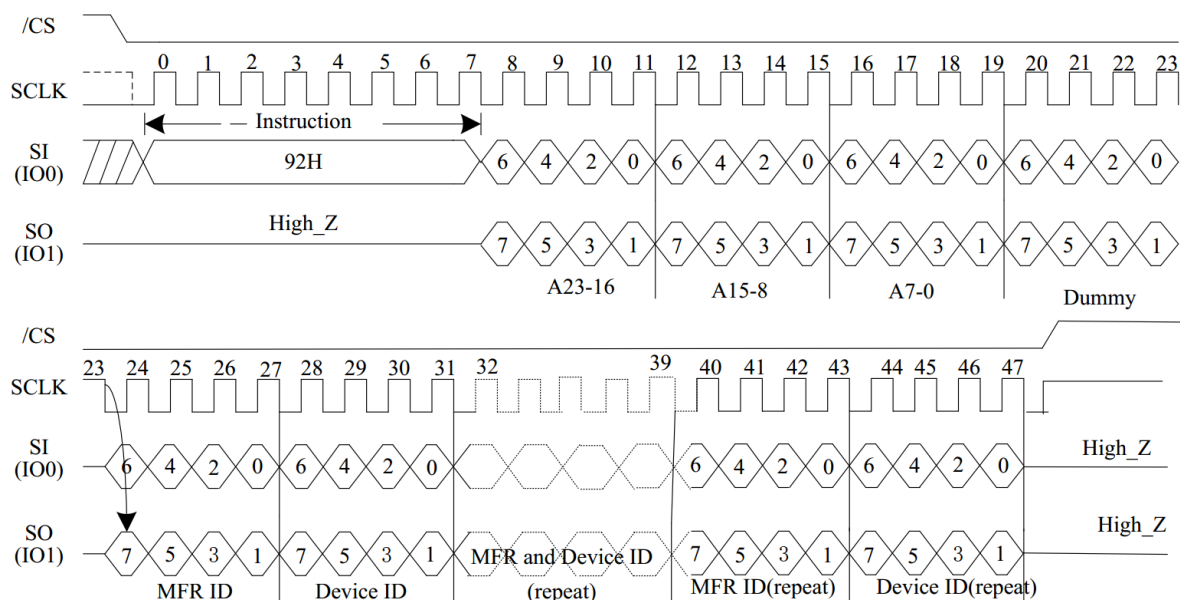 /CS
0 1 2 3 4 5 6 7 8 9 10 11 12 13 14 15 16 17 18 19 20 21 22 23
SCLK
Instruction
SI
(IO0)
92H 6 4 2 0 6 4 2 0 6 4 2 0 6 4 2 0
High_Z
SO
(IO1)
7 5 3 1 7 5 3 1 7 5 3 1 7 5 3 1
A23-16 A15-8 A7-0 Dummy
/CS
23 24 25 26 27 28 29 30 31 32 39 40 41 42 43 44 45 46 47
SCLK
SI
(IO0)
6 4 2 0 6 4 2 0 6 4 2 0 6 4 2 0 High_Z
SO
(IO1)
7 5 3 1 7 5 3 1 MFR and Device ID 7 5 3 1 7 5 3 1 High_Z
MFR ID Device ID (repeat) MFR ID(repeat) Device ID(repeat)